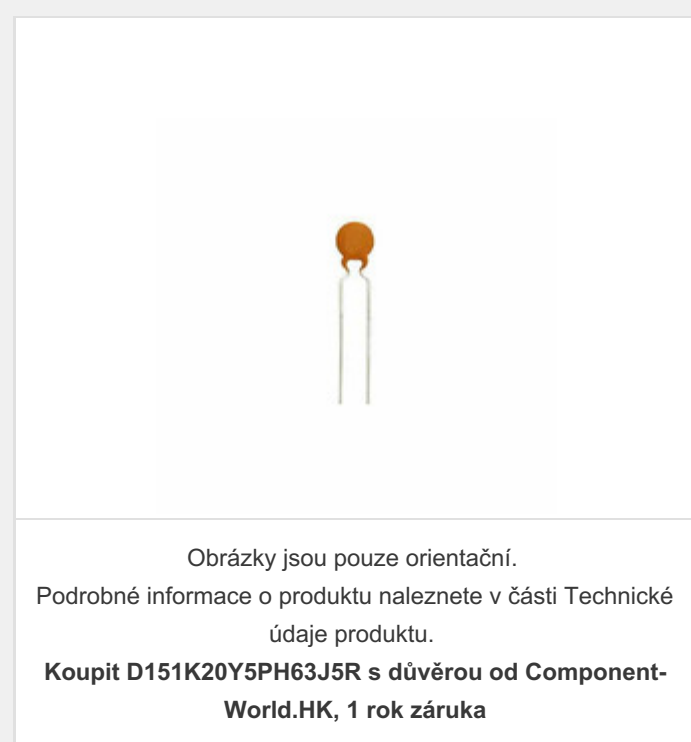 Obrázky jsou pouze orientační.
Podrobné informace o produktu naleznete v části Technické
údaje produktu.
Koupit D151K20Y5PH63J5R s důvěrou od Component-
World.HK, 1 rok záruka